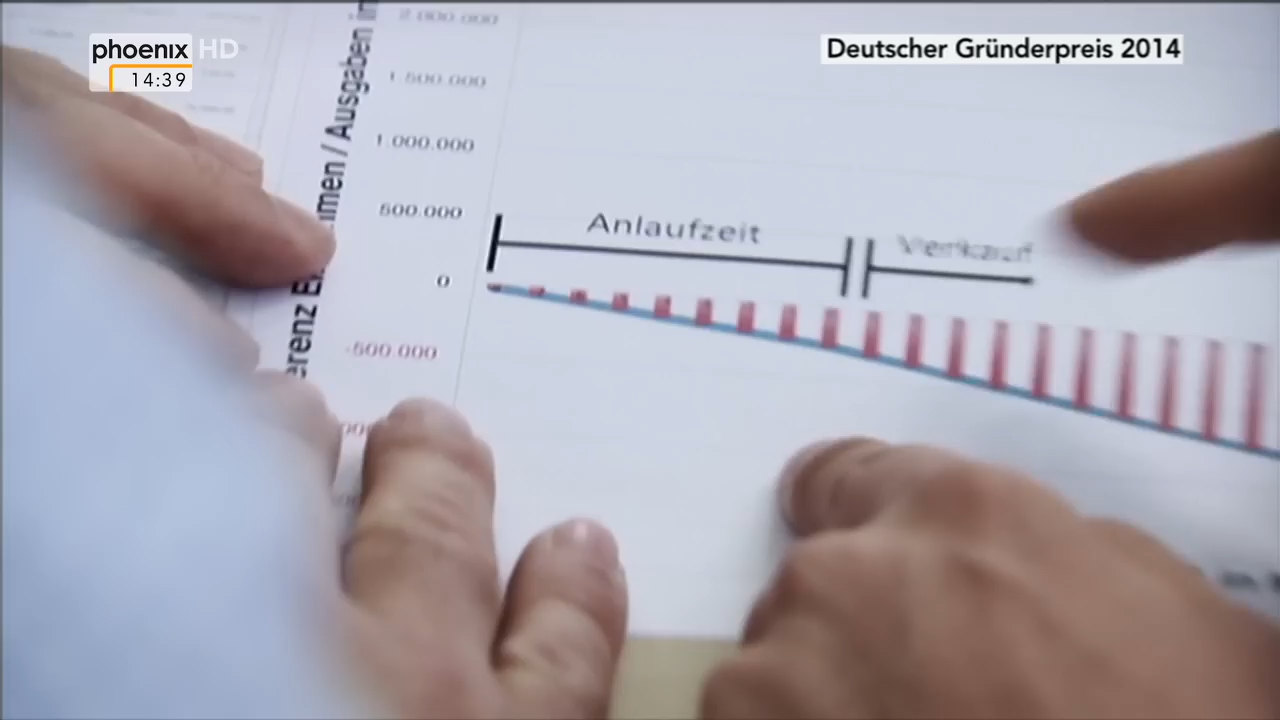 phoenix HD
14:39
Deutscher Gründerpreis 2014
2.000.000
1.500.000
1.000.000
500.000
0
-500.000
Anlaufzeit
Verkauf
/ Ausgaben